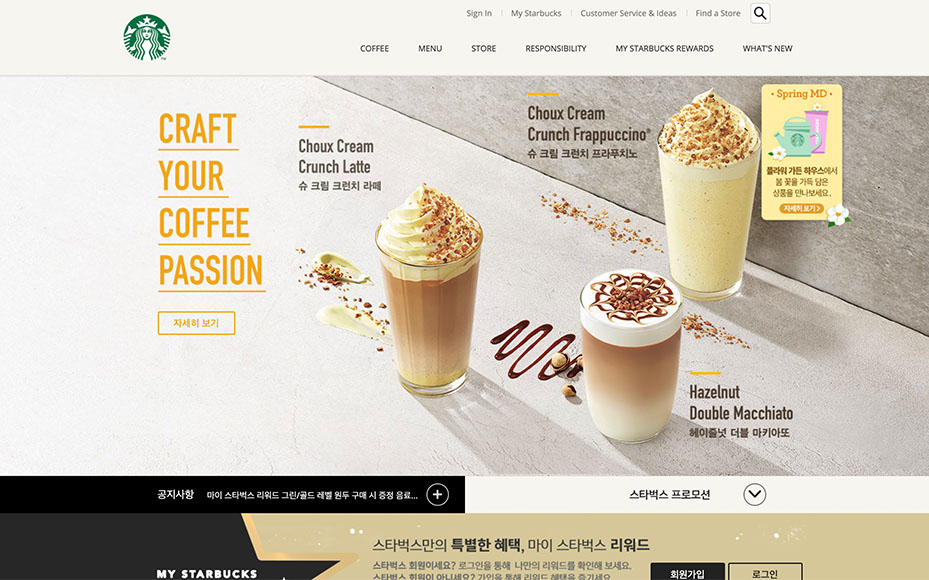 Sign In
My Starbucks
Customer Service & Ideas
Find a Store
COFFEE
MENU
STORE
RESPONSIBILITY
MY STARBUCKS REWARDS
WHAT'S NEW
CRAFT
YOUR
COFFEE
PASSION
자세히 보기
Choux Cream
Crunch Latte
슈 크림 크런치 라떼
Choux Cream
Crunch Frappuccino®
슈 크림 크런치 프라푸치노
• Spring MD •
플라워 가든 하우스에서
봄 꽃을 가득 담은
상품을 만나보세요.
자세히 보기 >
Hazelnut
Double Macchiato
헤이즐넛 더블 마키아또
공지사항
마이 스타벅스 리워드 그린/골드 레벨 원두 구매 시 증정 음료...
스타벅스 프로모션
스타벅스만의 특별한 혜택, 마이 스타벅스 리워드
스타벅스 회원이세요? 로그인을 통해 나만의 리워드를 확인해 보세요.
스타벅스 회원이 아니세요? 가입을 통해 리워드 혜택을 즐기세요.
MY STARBUCKS
회원가입
로그인